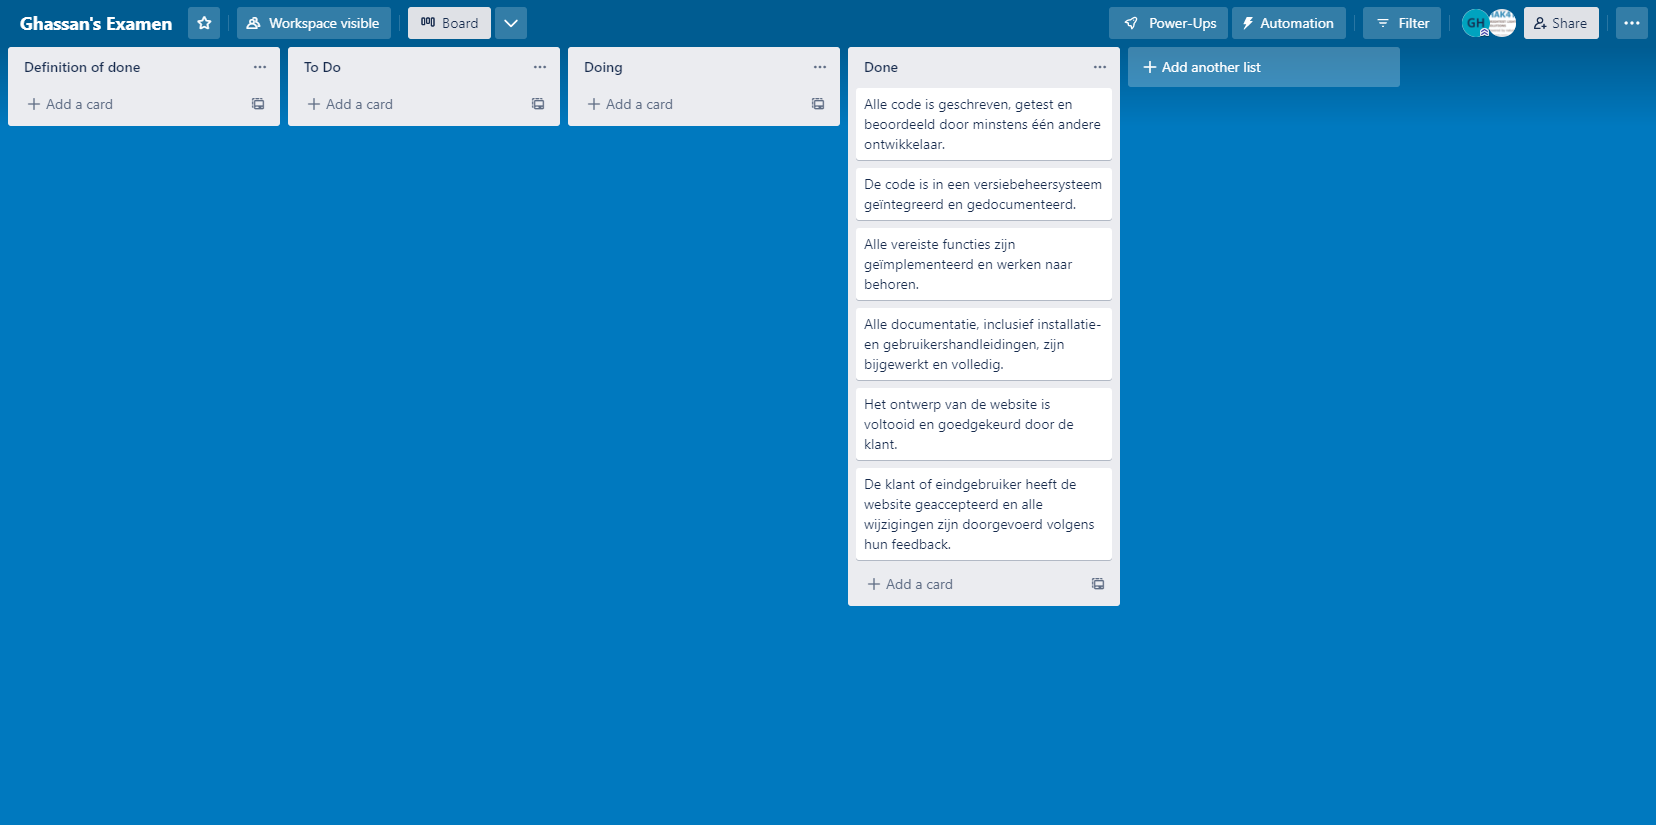 Ghassan's Examen
Workspace visible
Board
Power-Ups
Automation
Filter
GH
Share
Definition of done
Add a card
To Do
Add a card
Doing
Add a card
Done
Alle code is geschreven, getest en
beoordeeld door minstens één andere
ontwikkelaar.
De code is in een versiebeheersysteem
geïntegreerd en gedocumenteerd.
Alle vereiste functies zijn
geïmplementeerd en werken naar
behoren.
Alle documentatie, inclusief installatie-
en gebruikershandleidingen, zijn
bijgewerkt en volledig.
Het ontwerp van de website is
voltooid en goedgekeurd door de
klant.
De klant of eindgebruiker heeft de
website geaccepteerd en alle
wijzigingen zijn doorgevoerd volgens
hun feedback.
Add a card
Add another list